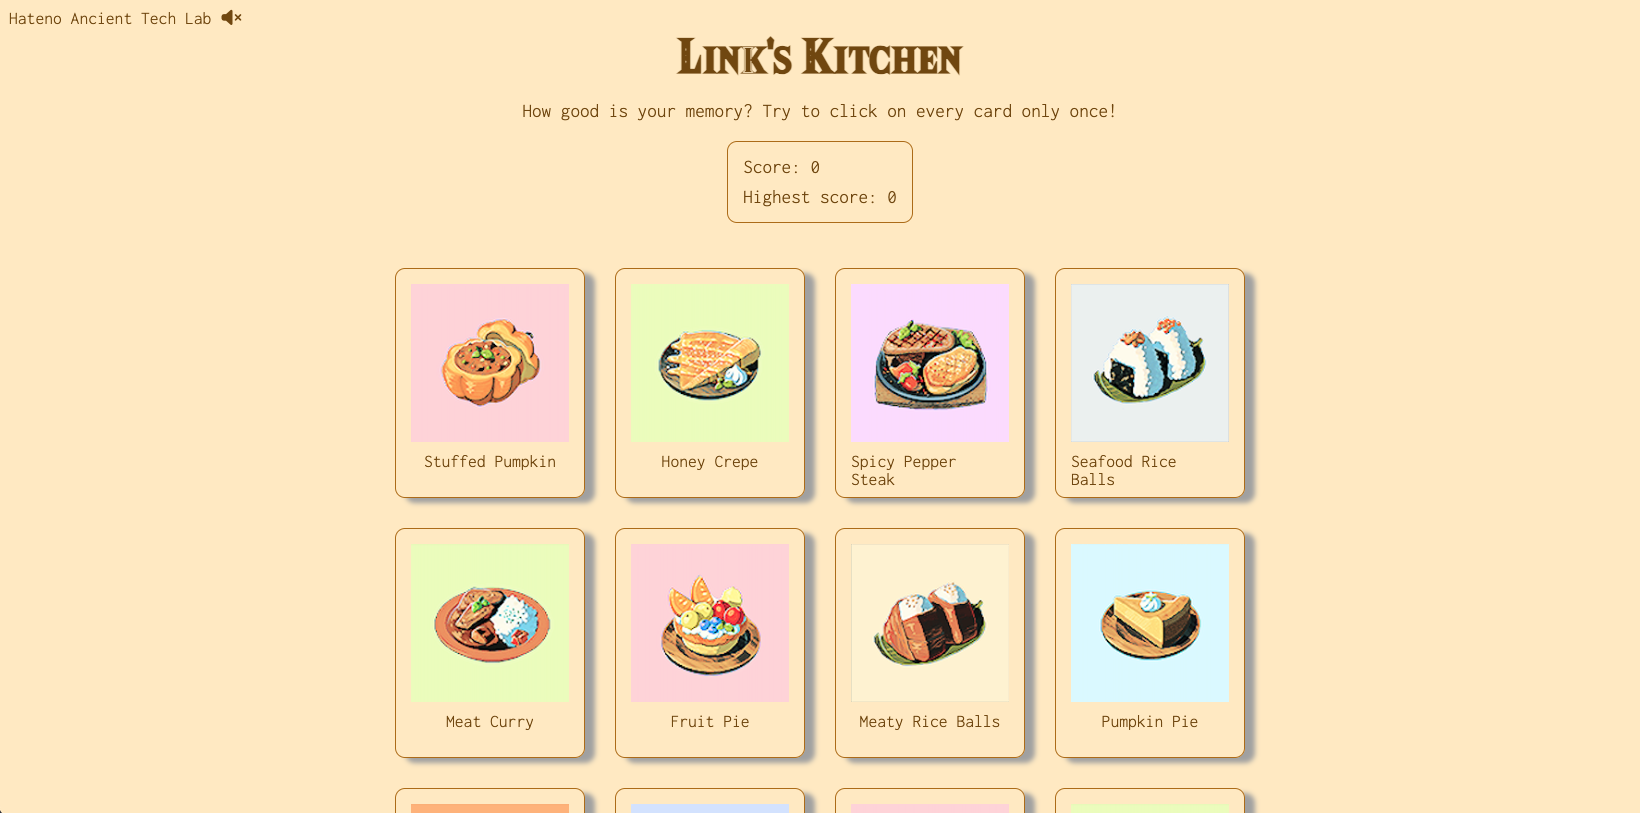 Hateno Ancient Tech Lab
Link's Kitchen
How good is your memory? Try to click on every card only once!
Score: 0
Highest score: 0
Stuffed Pumpkin
Honey Crepe
Spicy Pepper
Steak
Seafood Rice
Balls
Meat Curry
Fruit Pie
Meaty Rice Balls
Pumpkin Pie